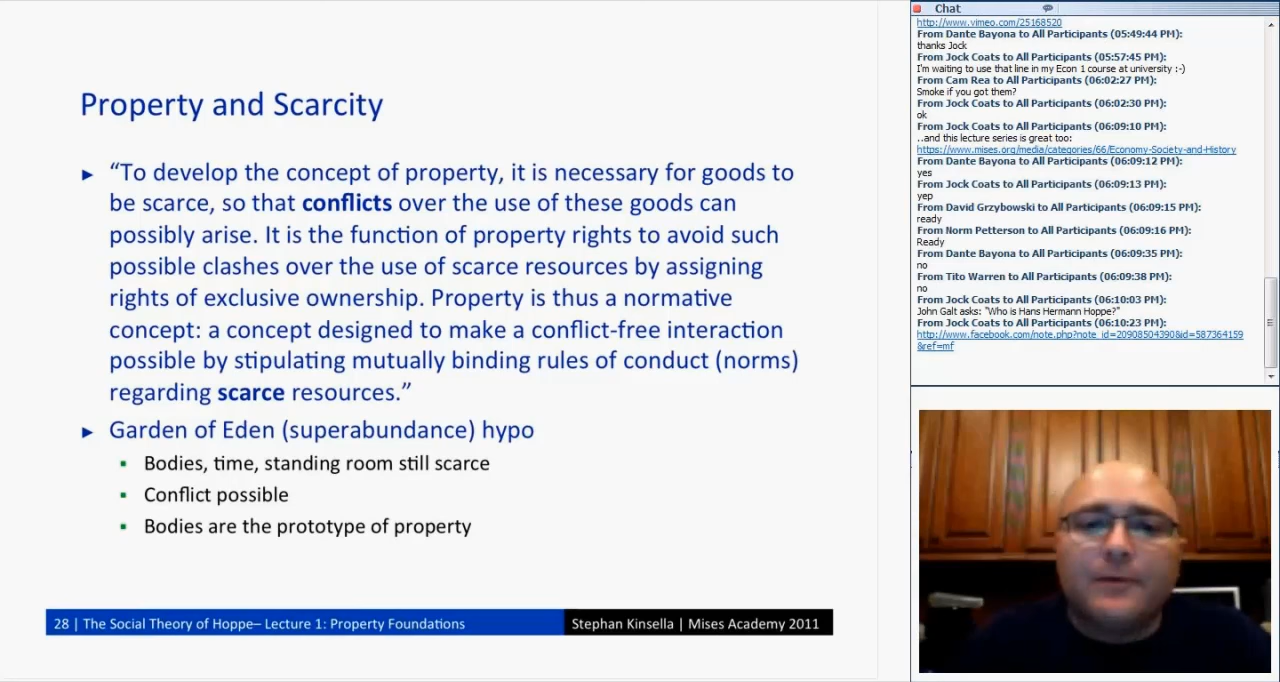 Property and Scarcity
► “To develop the concept of property, it is necessary for goods to
be scarce, so that conflicts over the use of these goods can
possibly arise. It is the function of property rights to avoid such
possible clashes over the use of scarce resources by assigning
rights of exclusive ownership. Property is thus a normative
concept: a concept designed to make a conflict-free interaction
possible by stipulating mutually binding rules of conduct (norms)
regarding scarce resources.”
► Garden of Eden (superabundance) hypo
▪ Bodies, time, standing room still scarce
▪ Conflict possible
▪ Bodies are the prototype of property
28 | The Social Theory of Hoppe– Lecture 1: Property Foundations
Stephan Kinsella | Mises Academy 2011
Chat
http://www.vimeo.com/25168520
From Dante Bayona to All Participants (05:49:44 PM):
thanks Jock
From Jock Coats to All Participants (05:57:45 PM):
I'm waiting to use that line in my Econ 1 course at university :-)
From Cam Rea to All Participants (06:02:27 PM):
Smoke if you got them?
From Jock Coats to All Participants (06:02:30 PM):
ok
From Jock Coats to All Participants (06:09:10 PM):
..and this lecture series is great too:
https://www.mises.org/media/categories/66/Economy-Society-and-History
From Dante Bayona to All Participants (06:09:12 PM):
yes
From Jock Coats to All Participants (06:09:13 PM):
yep
From David Grzybowski to All Participants (06:09:15 PM):
ready
From Norm Petterson to All Participants (06:09:16 PM):
Ready
From Dante Bayona to All Participants (06:09:35 PM):
no
From Tito Warren to All Participants (06:09:38 PM):
no
From Jock Coats to All Participants (06:10:03 PM):
John Galt asks: "Who is Hans Hermann Hoppe?"
From Jock Coats to All Participants (06:10:23 PM):
http://www.facebook.com/note.php?note_id=20908504390&id=587364159
&ref=mf